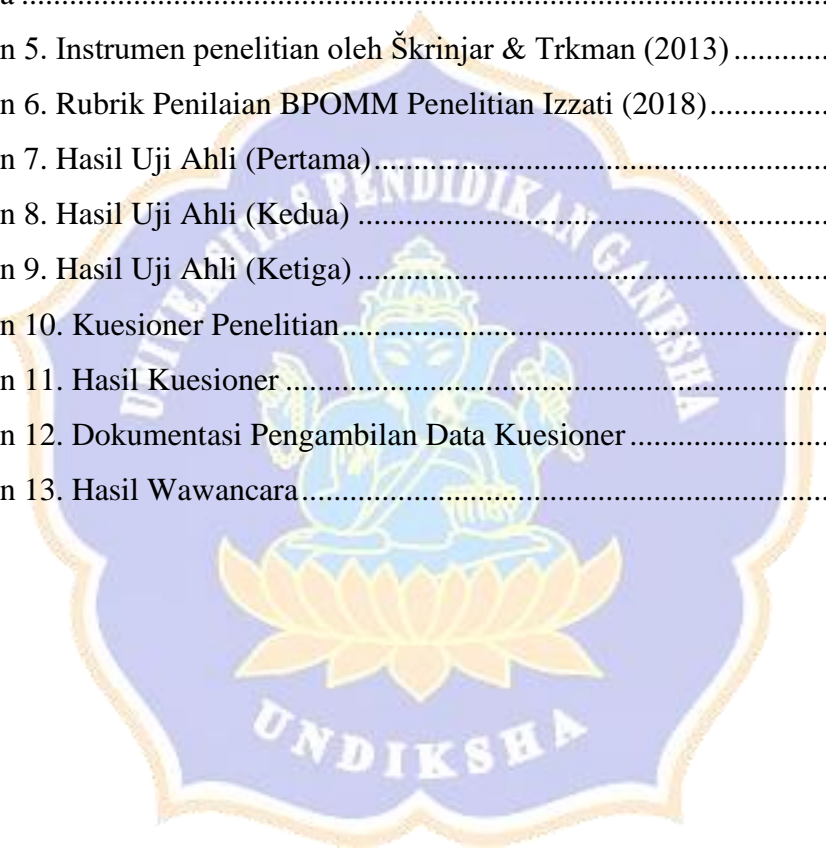 a ..........................................................................................
n 5. Instrumen penelitian oleh Škrinjar & Trkman (2013) ............
n 6. Rubrik Penilaian BPOMM Penelitian Izzati (2018) ...............
n 7. Hasil Uji Ahli (Pertama) ......................................................
n 8. Hasil Uji Ahli (Kedua) ........................................................
n 9. Hasil Uji Ahli (Ketiga) ........................................................
n 10. Kuesioner Penelitian ..........................................................
n 11. Hasil Kuesioner .................................................................
n 12. Dokumentasi Pengambilan Data Kuesioner ......................
n 13. Hasil Wawancara ...............................................................
UNIVERSITAS PENDIDIKAN GANESHA
UNDIKSHA